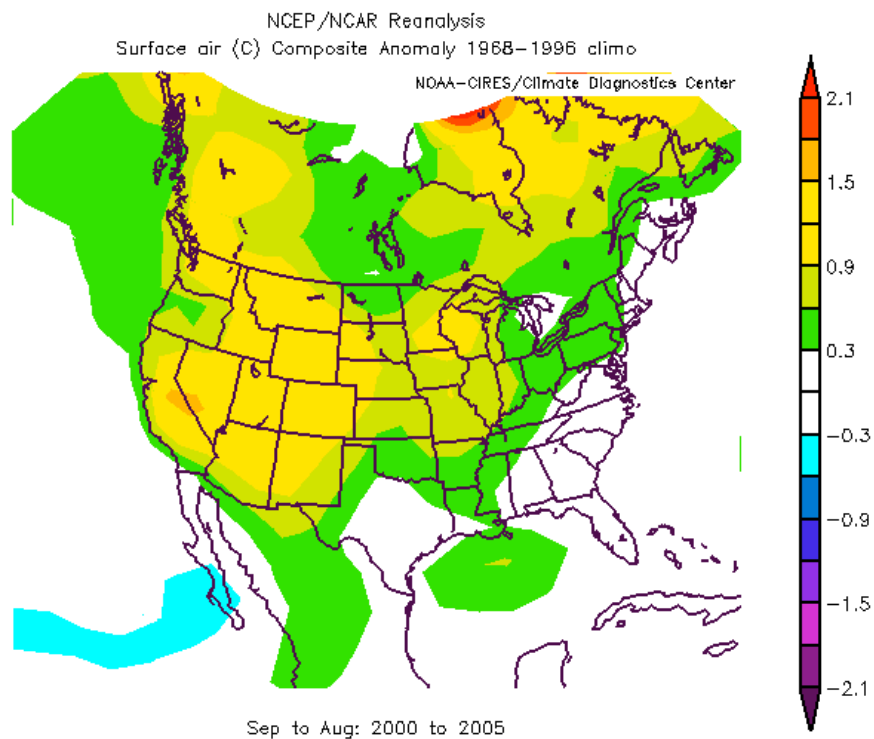 NCEP/NCAR Reanalysis
Surface air (C) Composite Anomaly 1968-1996 climo
NOAA-CIRES/Climate Diagnostics Center
2.1
1.5
0.9
0.3
-0.3
-0.9
-1.5
-2.1
Sep to Aug: 2000 to 2005